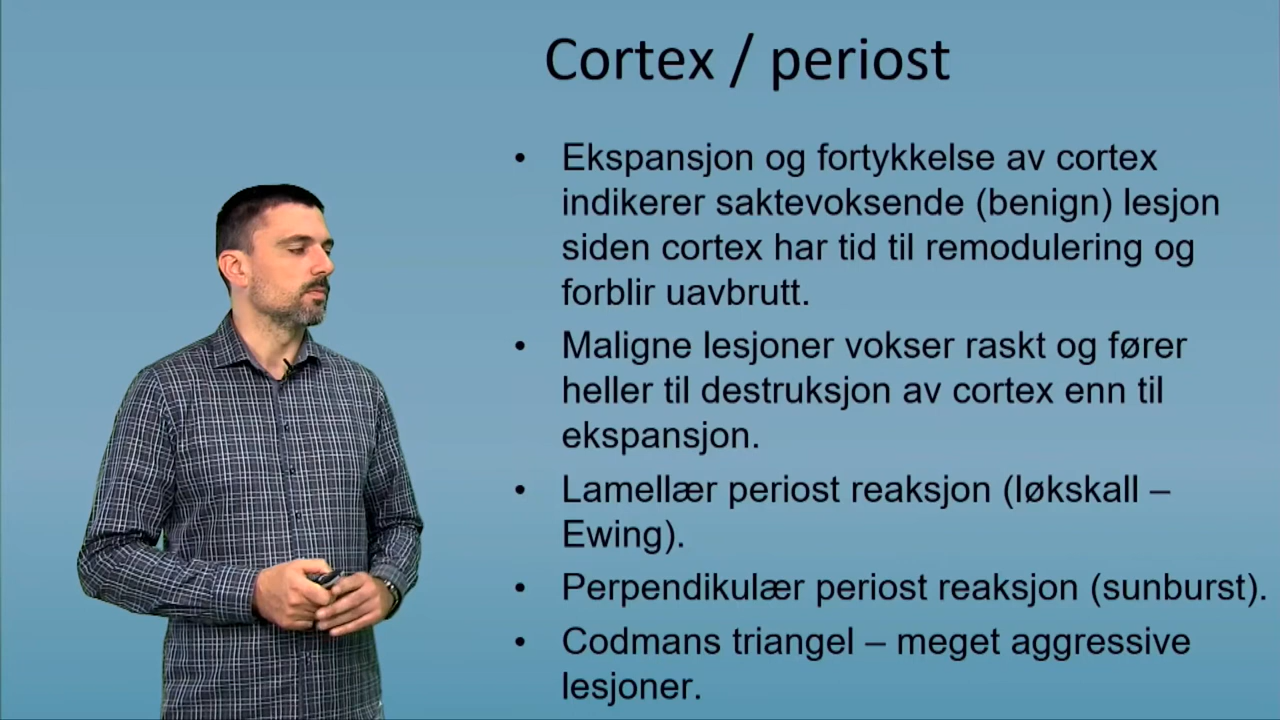 Cortex / periost
• Ekspansjon og fortykkelse av cortex
indikerer saktevoksende (benign) lesjon
siden cortex har tid til remodulering og
forblir uavbrutt.
• Maligne lesjoner vokser raskt og fører
heller til destruksjon av cortex enn til
ekspansjon.
• Lamellær periost reaksjon (løkskall –
Ewing).
• Perpendikulær periost reaksjon (sunburst).
• Codmans triangel – meget aggressive
lesjoner.